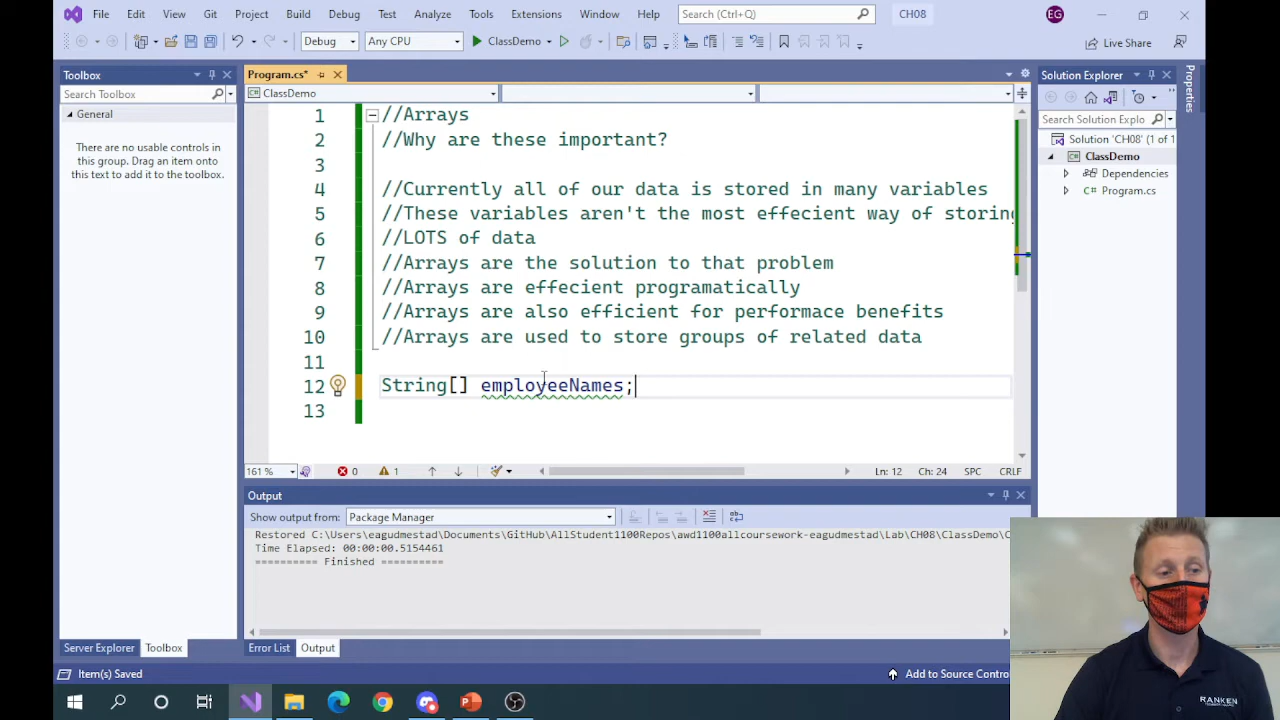 File Edit View Git Project Build Debug Test Analyze Tools Extensions Window Help Search (Ctrl+Q) CH08 EG
Debug Any CPU ClassDemo Live Share
Toolbox
Search Toolbox
General
There are no usable controls in
this group. Drag an item onto
this text to add it to the toolbox.
Program.cs*
ClassDemo
1 //Arrays
2 //Why are these important?
3
4 //Currently all of our data is stored in many variables
5 //These variables aren't the most effecient way of storing
6 //LOTS of data
7 //Arrays are the solution to that problem
8 //Arrays are effecient programatically
9 //Arrays are also efficient for performace benefits
10 //Arrays are used to store groups of related data
11
12 String[] employeeNames;
13
161 % 0 1 Ln: 12 Ch: 24 SPC CRLF
Output
Show output from: Package Manager
Restored C:\Users\eagudmestad\Documents\GitHub\AllStudent1100Repos\awd1100allcoursework-eagudmestad\Lab\CH08\ClassDemo\C
Time Elapsed: 00:00:00.5154461
========== Finished ==========
Solution Explorer
Search Solution Explo
Solution 'CH08' (1 of 1
ClassDemo
Dependencies
Program.cs
Properties
Server Explorer Toolbox
Error List Output
Item(s) Saved
Add to Source Contro
RANKEN